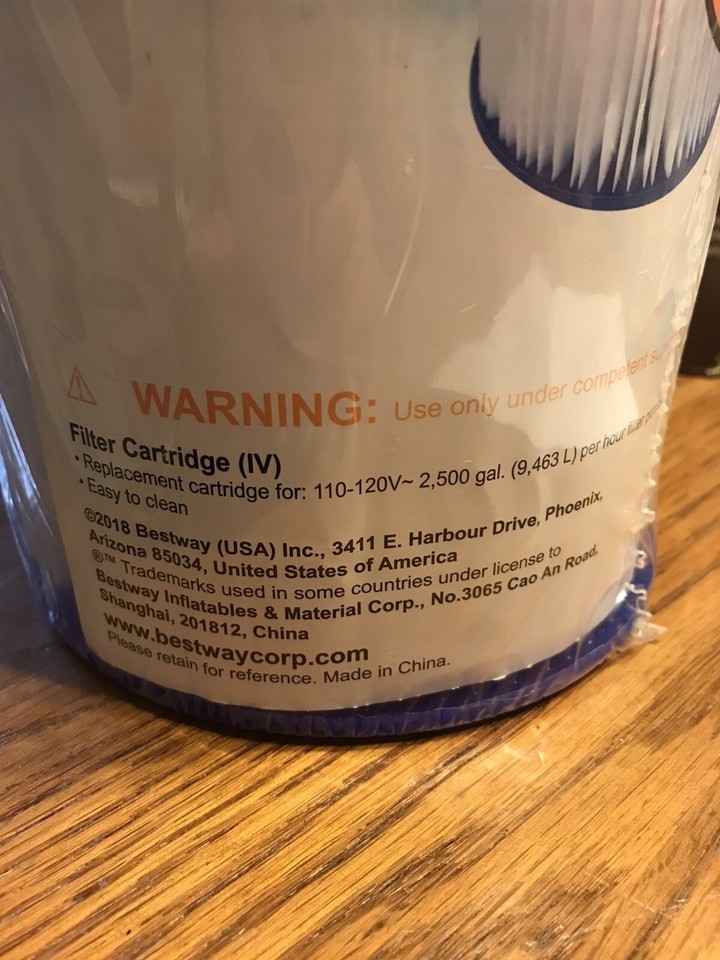 WARNING: Use only under competent
Filter Cartridge (IV)
• Replacement cartridge for: 110-120V~ 2,500 gal. (9,463 L) per hour filter
• Easy to clean
©2018 Bestway (USA) Inc., 3411 E. Harbour Drive, Phoenix,
Arizona 85034, United States of America
®™ Trademarks used in some countries under license to
Bestway Inflatables & Material Corp., No.3065 Cao An Road,
Shanghai, 201812, China
www.bestwaycorp.com
Please retain for reference. Made in China.